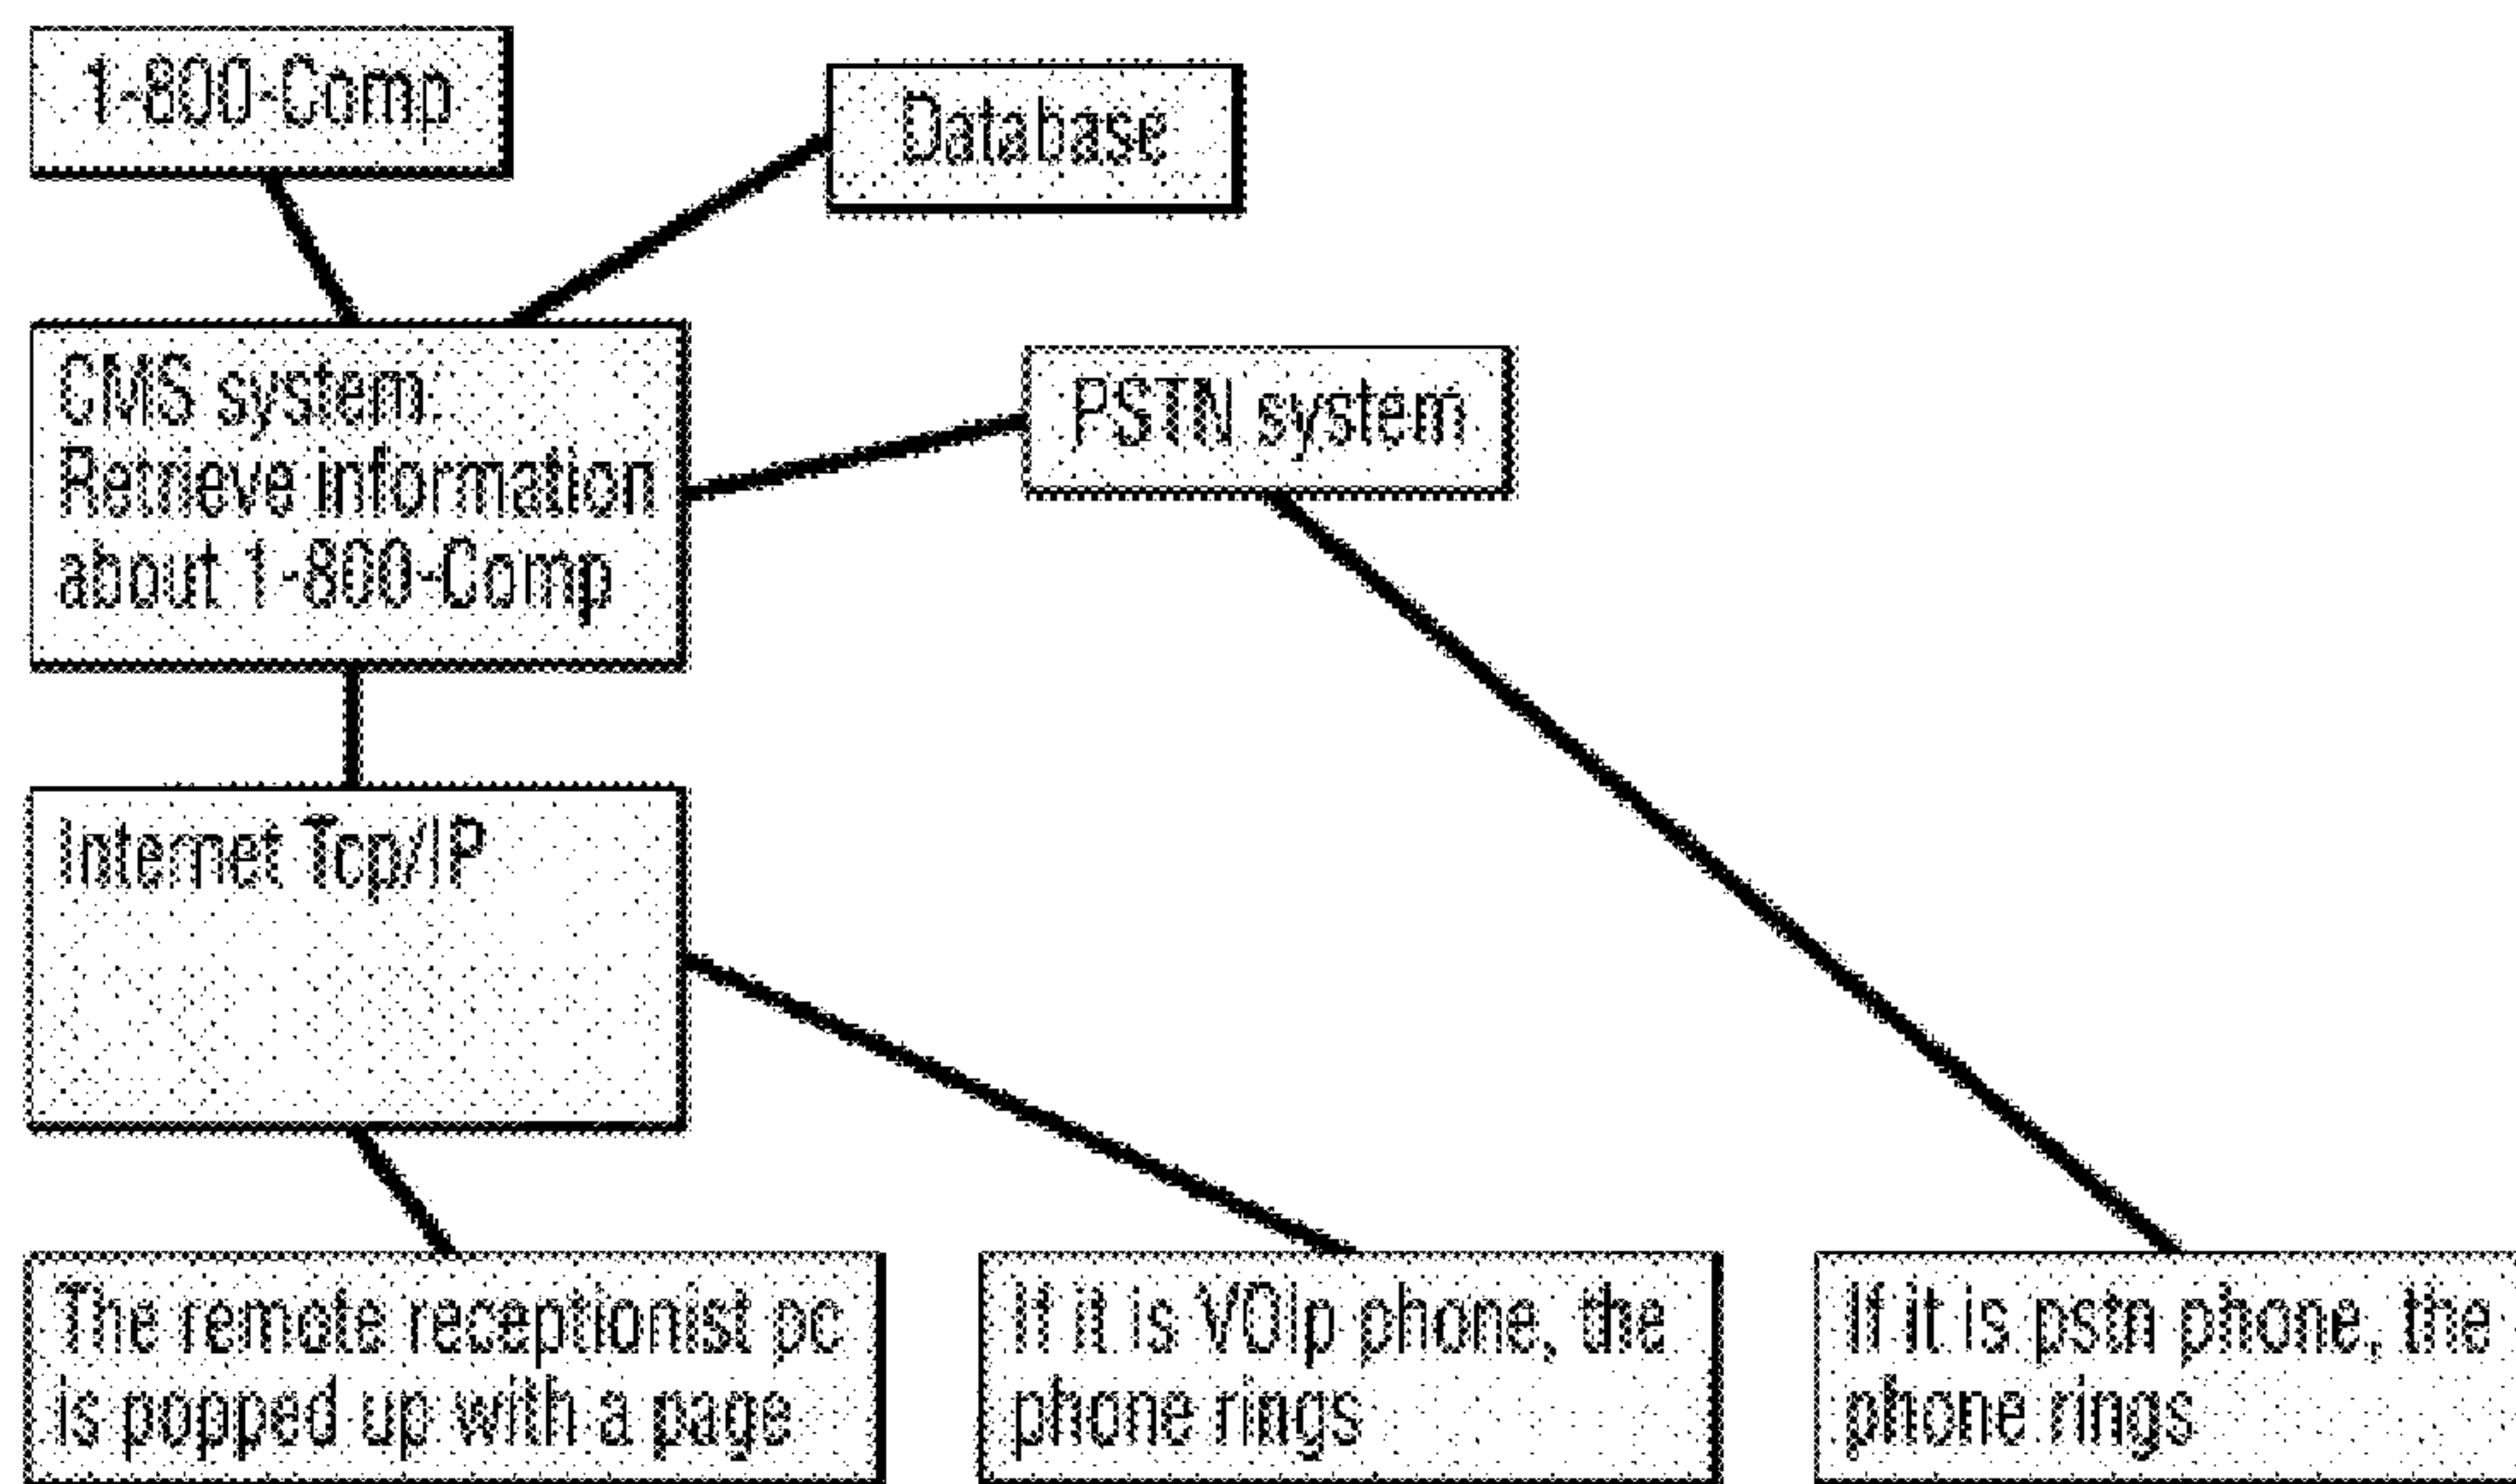 1-800-Comp
Database
CMS system.
Retrieve information
about 1-800-Comp
PSTN system
Internet Tcp/IP
The remote receptionist pc
is popped up with a page
If it is VOIp phone, the
phone rings
If it is pstn phone, the
phone rings